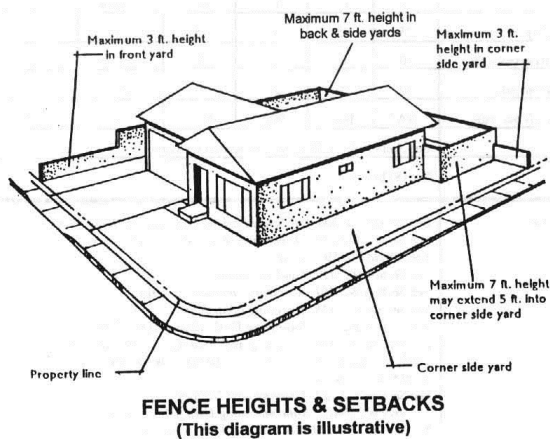 Maximum 3 ft. height
in front yard
Maximum 7 ft. height in
back & side yards
Maximum 3 ft.
height in corner
side yard
Maximum 7 ft. height
may extend 5 ft. into
corner side yard
Property line
Corner side yard
FENCE HEIGHTS & SETBACKS
(This diagram is illustrative)